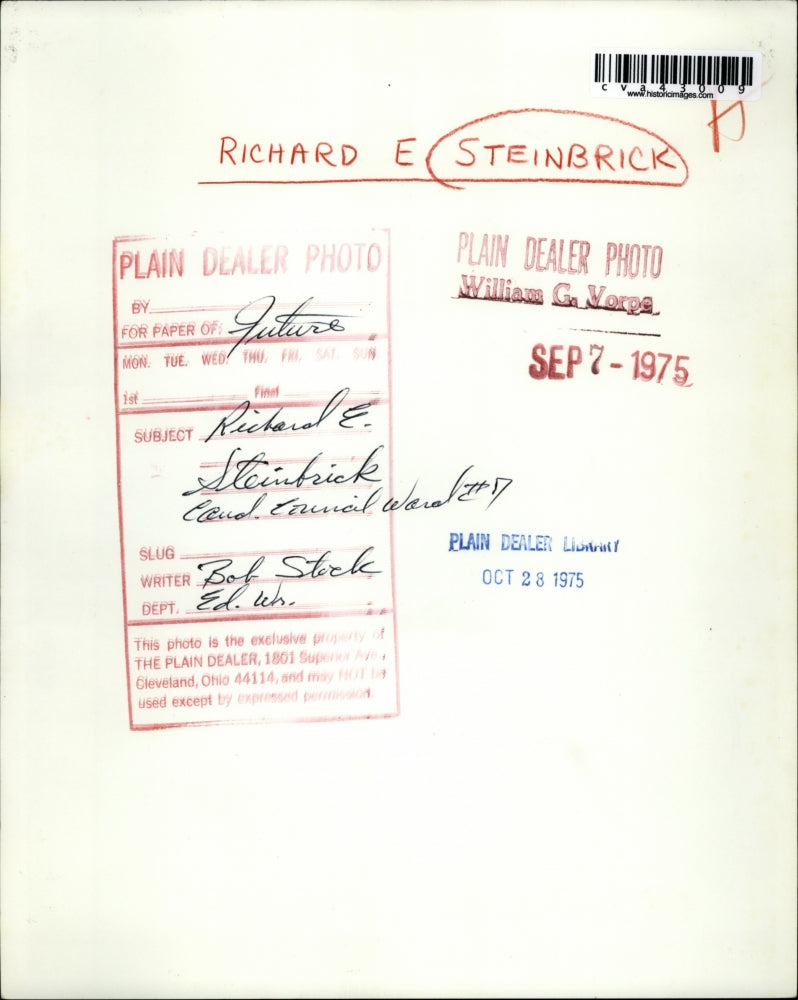 cva43009
www.historicimages.com
RICHARD E STEINBRICK
PLAIN DEALER PHOTO
BY
FOR PAPER OF: Future
MON. TUE. WED. THU. FRI. SAT. SUN.
1st Final
SUBJECT Richard E.
Steinbrick
Cand. Council Ward #7
SLUG
WRITER Bob Stock
DEPT. Ed. Wr.
This photo is the exclusive property of
THE PLAIN DEALER, 1801 Superior Ave.,
Cleveland, Ohio 44114, and may NOT be
used except by expressed permission.
PLAIN DEALER PHOTO
William G. Vorpe
SEP 7 - 1975
PLAIN DEALER LIBRARY
OCT 28 1975